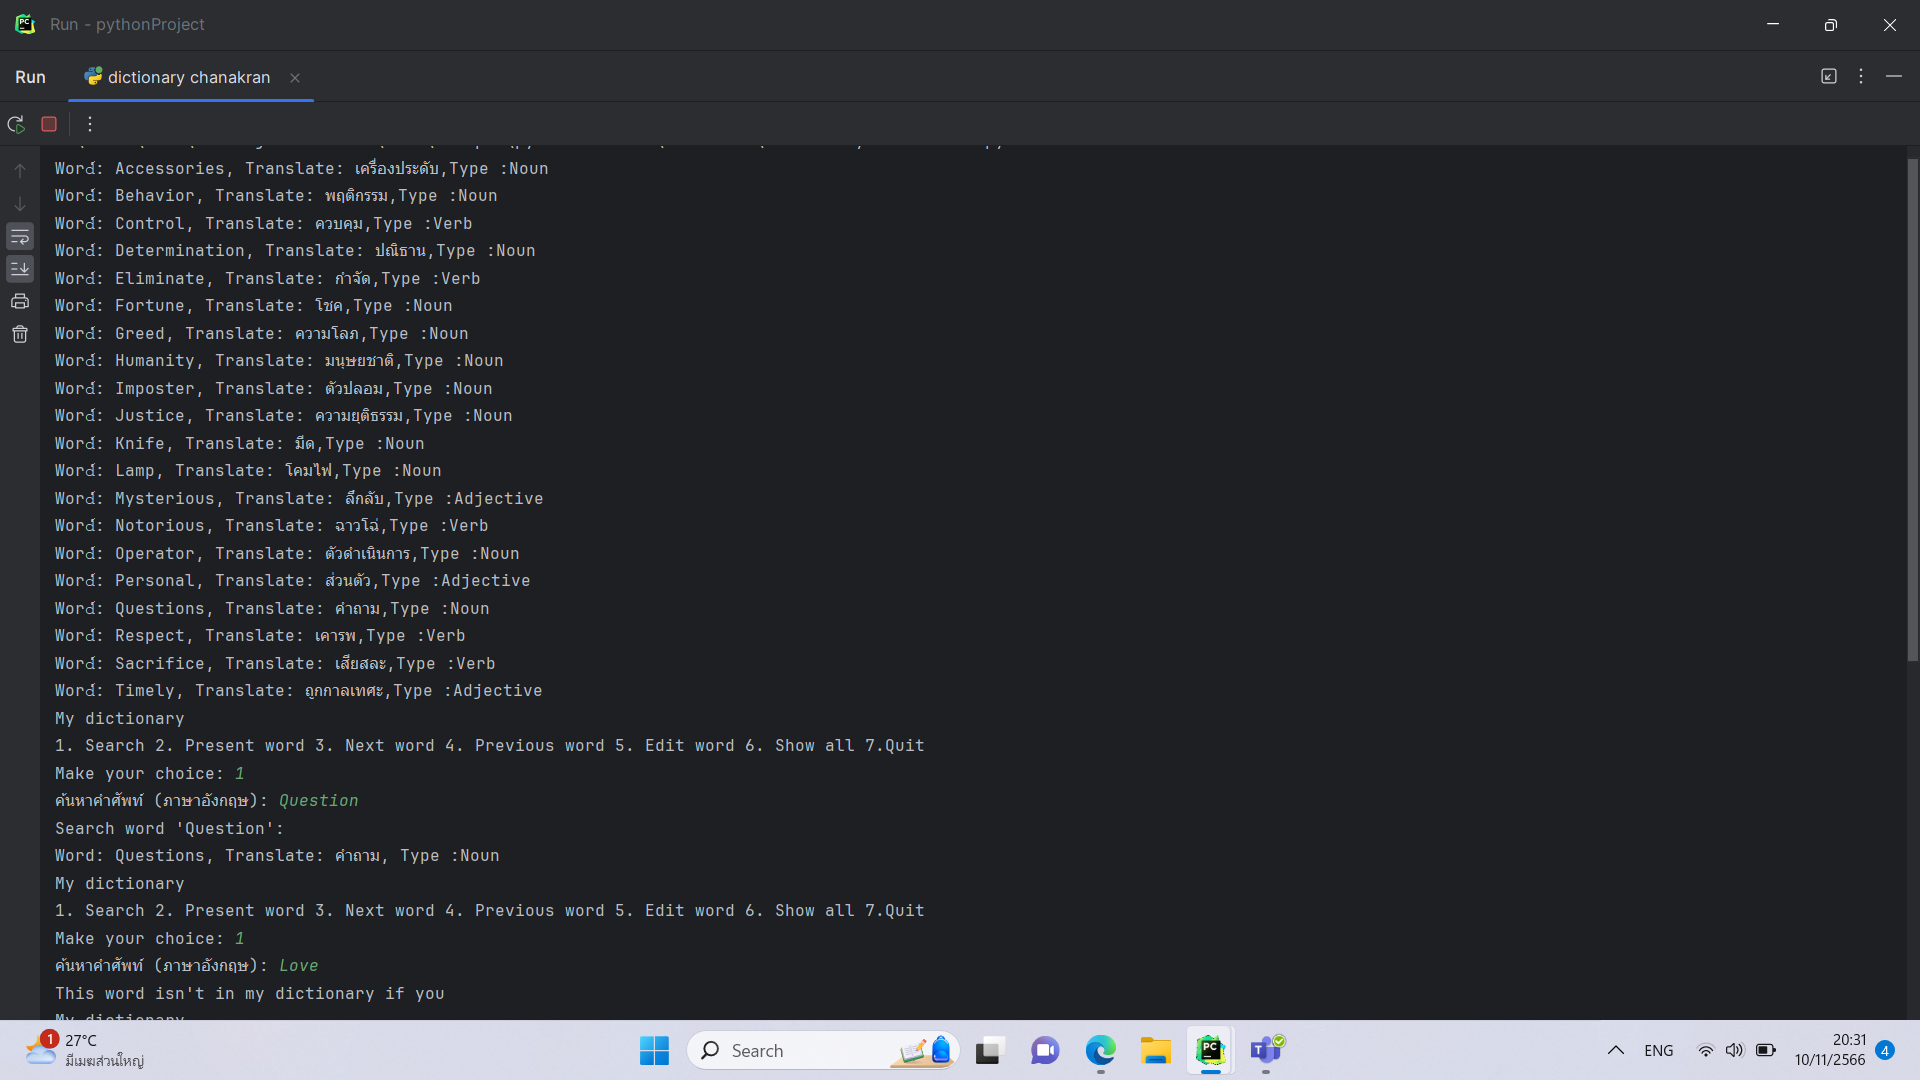 Run - pythonProject
Run dictionary chanakran
Word: Accessories, Translate: เครื่องประดับ,Type :Noun
Word: Behavior, Translate: พฤติกรรม,Type :Noun
Word: Control, Translate: ควบคุม,Type :Verb
Word: Determination, Translate: ปณิธาน,Type :Noun
Word: Eliminate, Translate: กำจัด,Type :Verb
Word: Fortune, Translate: โชค,Type :Noun
Word: Greed, Translate: ความโลภ,Type :Noun
Word: Humanity, Translate: มนุษยชาติ,Type :Noun
Word: Imposter, Translate: ตัวปลอม,Type :Noun
Word: Justice, Translate: ความยุติธรรม,Type :Noun
Word: Knife, Translate: มีด,Type :Noun
Word: Lamp, Translate: โคมไฟ,Type :Noun
Word: Mysterious, Translate: ลึกลับ,Type :Adjective
Word: Notorious, Translate: ฉาวโฉ่,Type :Verb
Word: Operator, Translate: ตัวดำเนินการ,Type :Noun
Word: Personal, Translate: ส่วนตัว,Type :Adjective
Word: Questions, Translate: คำถาม,Type :Noun
Word: Respect, Translate: เคารพ,Type :Verb
Word: Sacrifice, Translate: เสียสละ,Type :Verb
Word: Timely, Translate: ถูกกาลเทศะ,Type :Adjective
My dictionary
1. Search 2. Present word 3. Next word 4. Previous word 5. Edit word 6. Show all 7.Quit
Make your choice: 1
ค้นหาคำศัพท์ (ภาษาอังกฤษ): Question
Search word 'Question':
Word: Questions, Translate: คำถาม, Type :Noun
My dictionary
1. Search 2. Present word 3. Next word 4. Previous word 5. Edit word 6. Show all 7.Quit
Make your choice: 1
ค้นหาคำศัพท์ (ภาษาอังกฤษ): Love
This word isn't in my dictionary if you
My dictionary
1 27°C
มีเมฆส่วนใหญ่
Search
ENG
20:31
10/11/2566
4